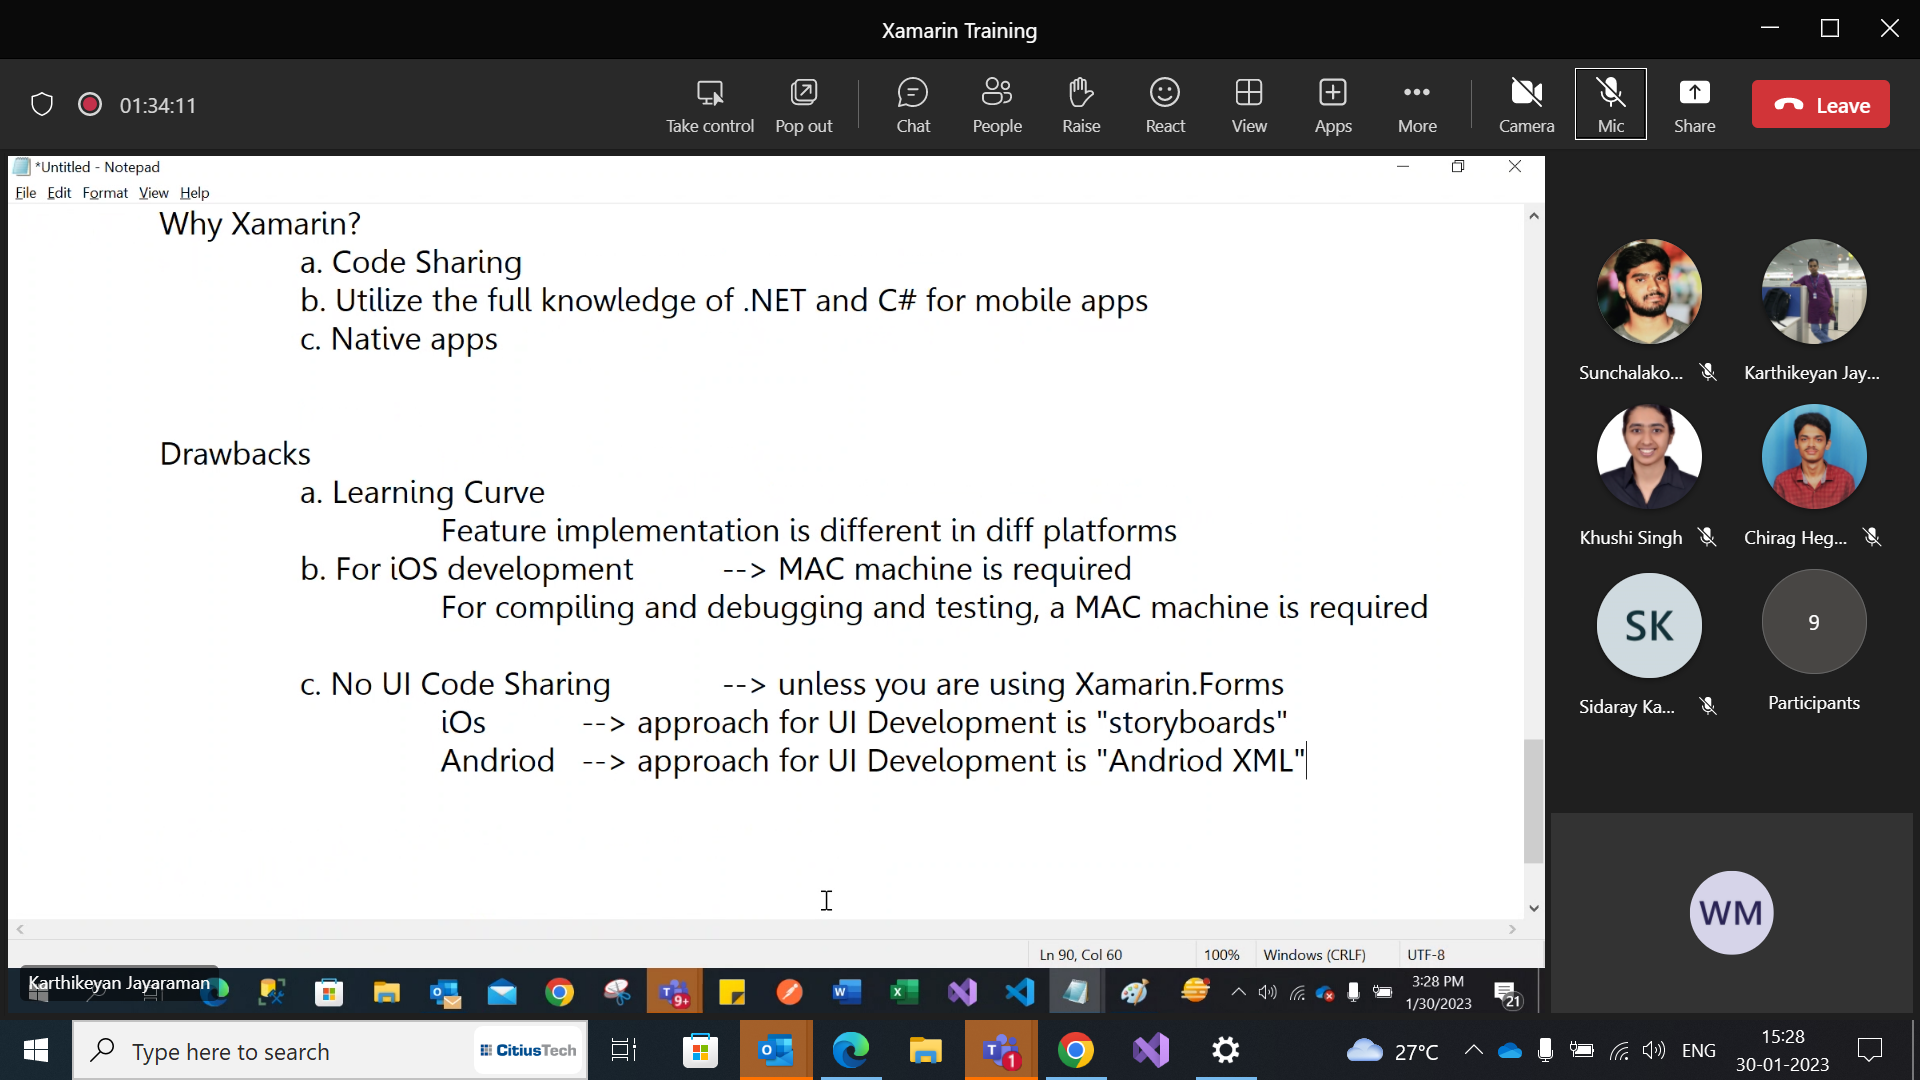 Xamarin Training
01:34:11
Take control
Pop out
Chat
People
Raise
React
View
Apps
More
Camera
Mic
Share
Leave
*Untitled - Notepad
File Edit Format View Help
Why Xamarin?
a. Code Sharing
b. Utilize the full knowledge of .NET and C# for mobile apps
c. Native apps
Drawbacks
a. Learning Curve
Feature implementation is different in diff platforms
b. For iOS development --> MAC machine is required
For compiling and debugging and testing, a MAC machine is required
c. No UI Code Sharing --> unless you are using Xamarin.Forms
iOs --> approach for UI Development is "storyboards"
Andriod --> approach for UI Development is "Andriod XML"
Ln 90, Col 60
100%
Windows (CRLF)
UTF-8
Sunchalako...
Karthikeyan Jay...
Khushi Singh
Chirag Heg...
SK
9
Sidaray Ka...
Participants
WM
Karthikeyan Jayaraman
9+
3:28 PM
1/30/2023
21
Type here to search
CitiusTech
1
27°C
ENG
15:28
30-01-2023